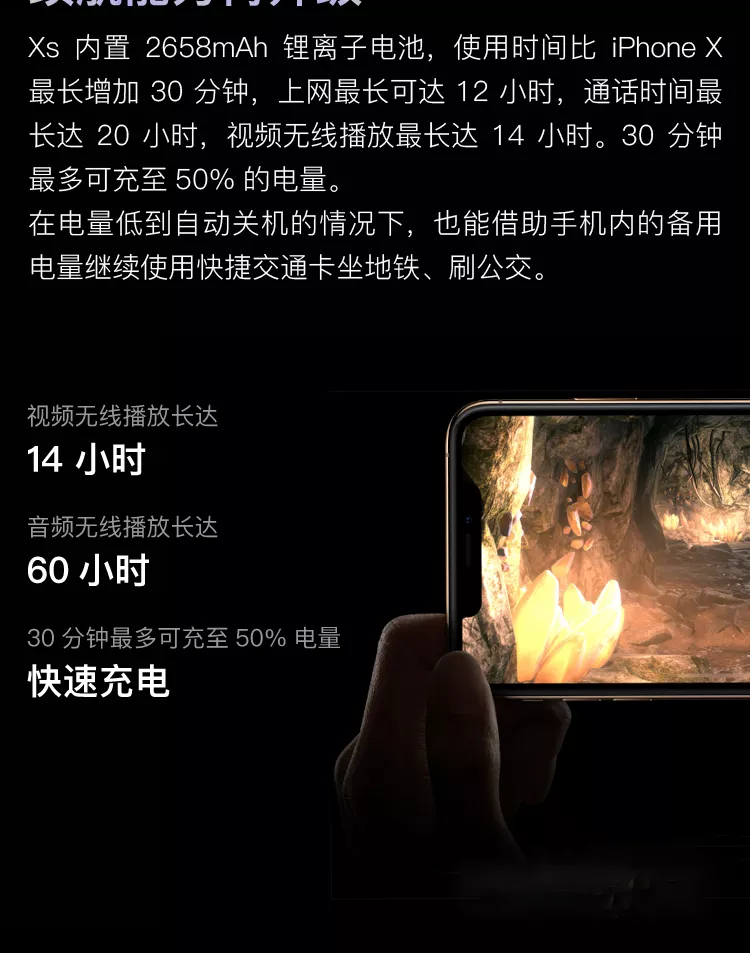 Xs 内置 2658mAh 锂离子电池，使用时间比 iPhone X
最长增加 30 分钟，上网最长可达 12 小时，通话时间最
长达 20 小时，视频无线播放最长达 14 小时。30 分钟
最多可充至 50% 的电量。
在电量低到自动关机的情况下，也能借助手机内的备用
电量继续使用快捷交通卡坐地铁、刷公交。
视频无线播放长达
14 小时
音频无线播放长达
60 小时
30 分钟最多可充至 50% 电量
快速充电